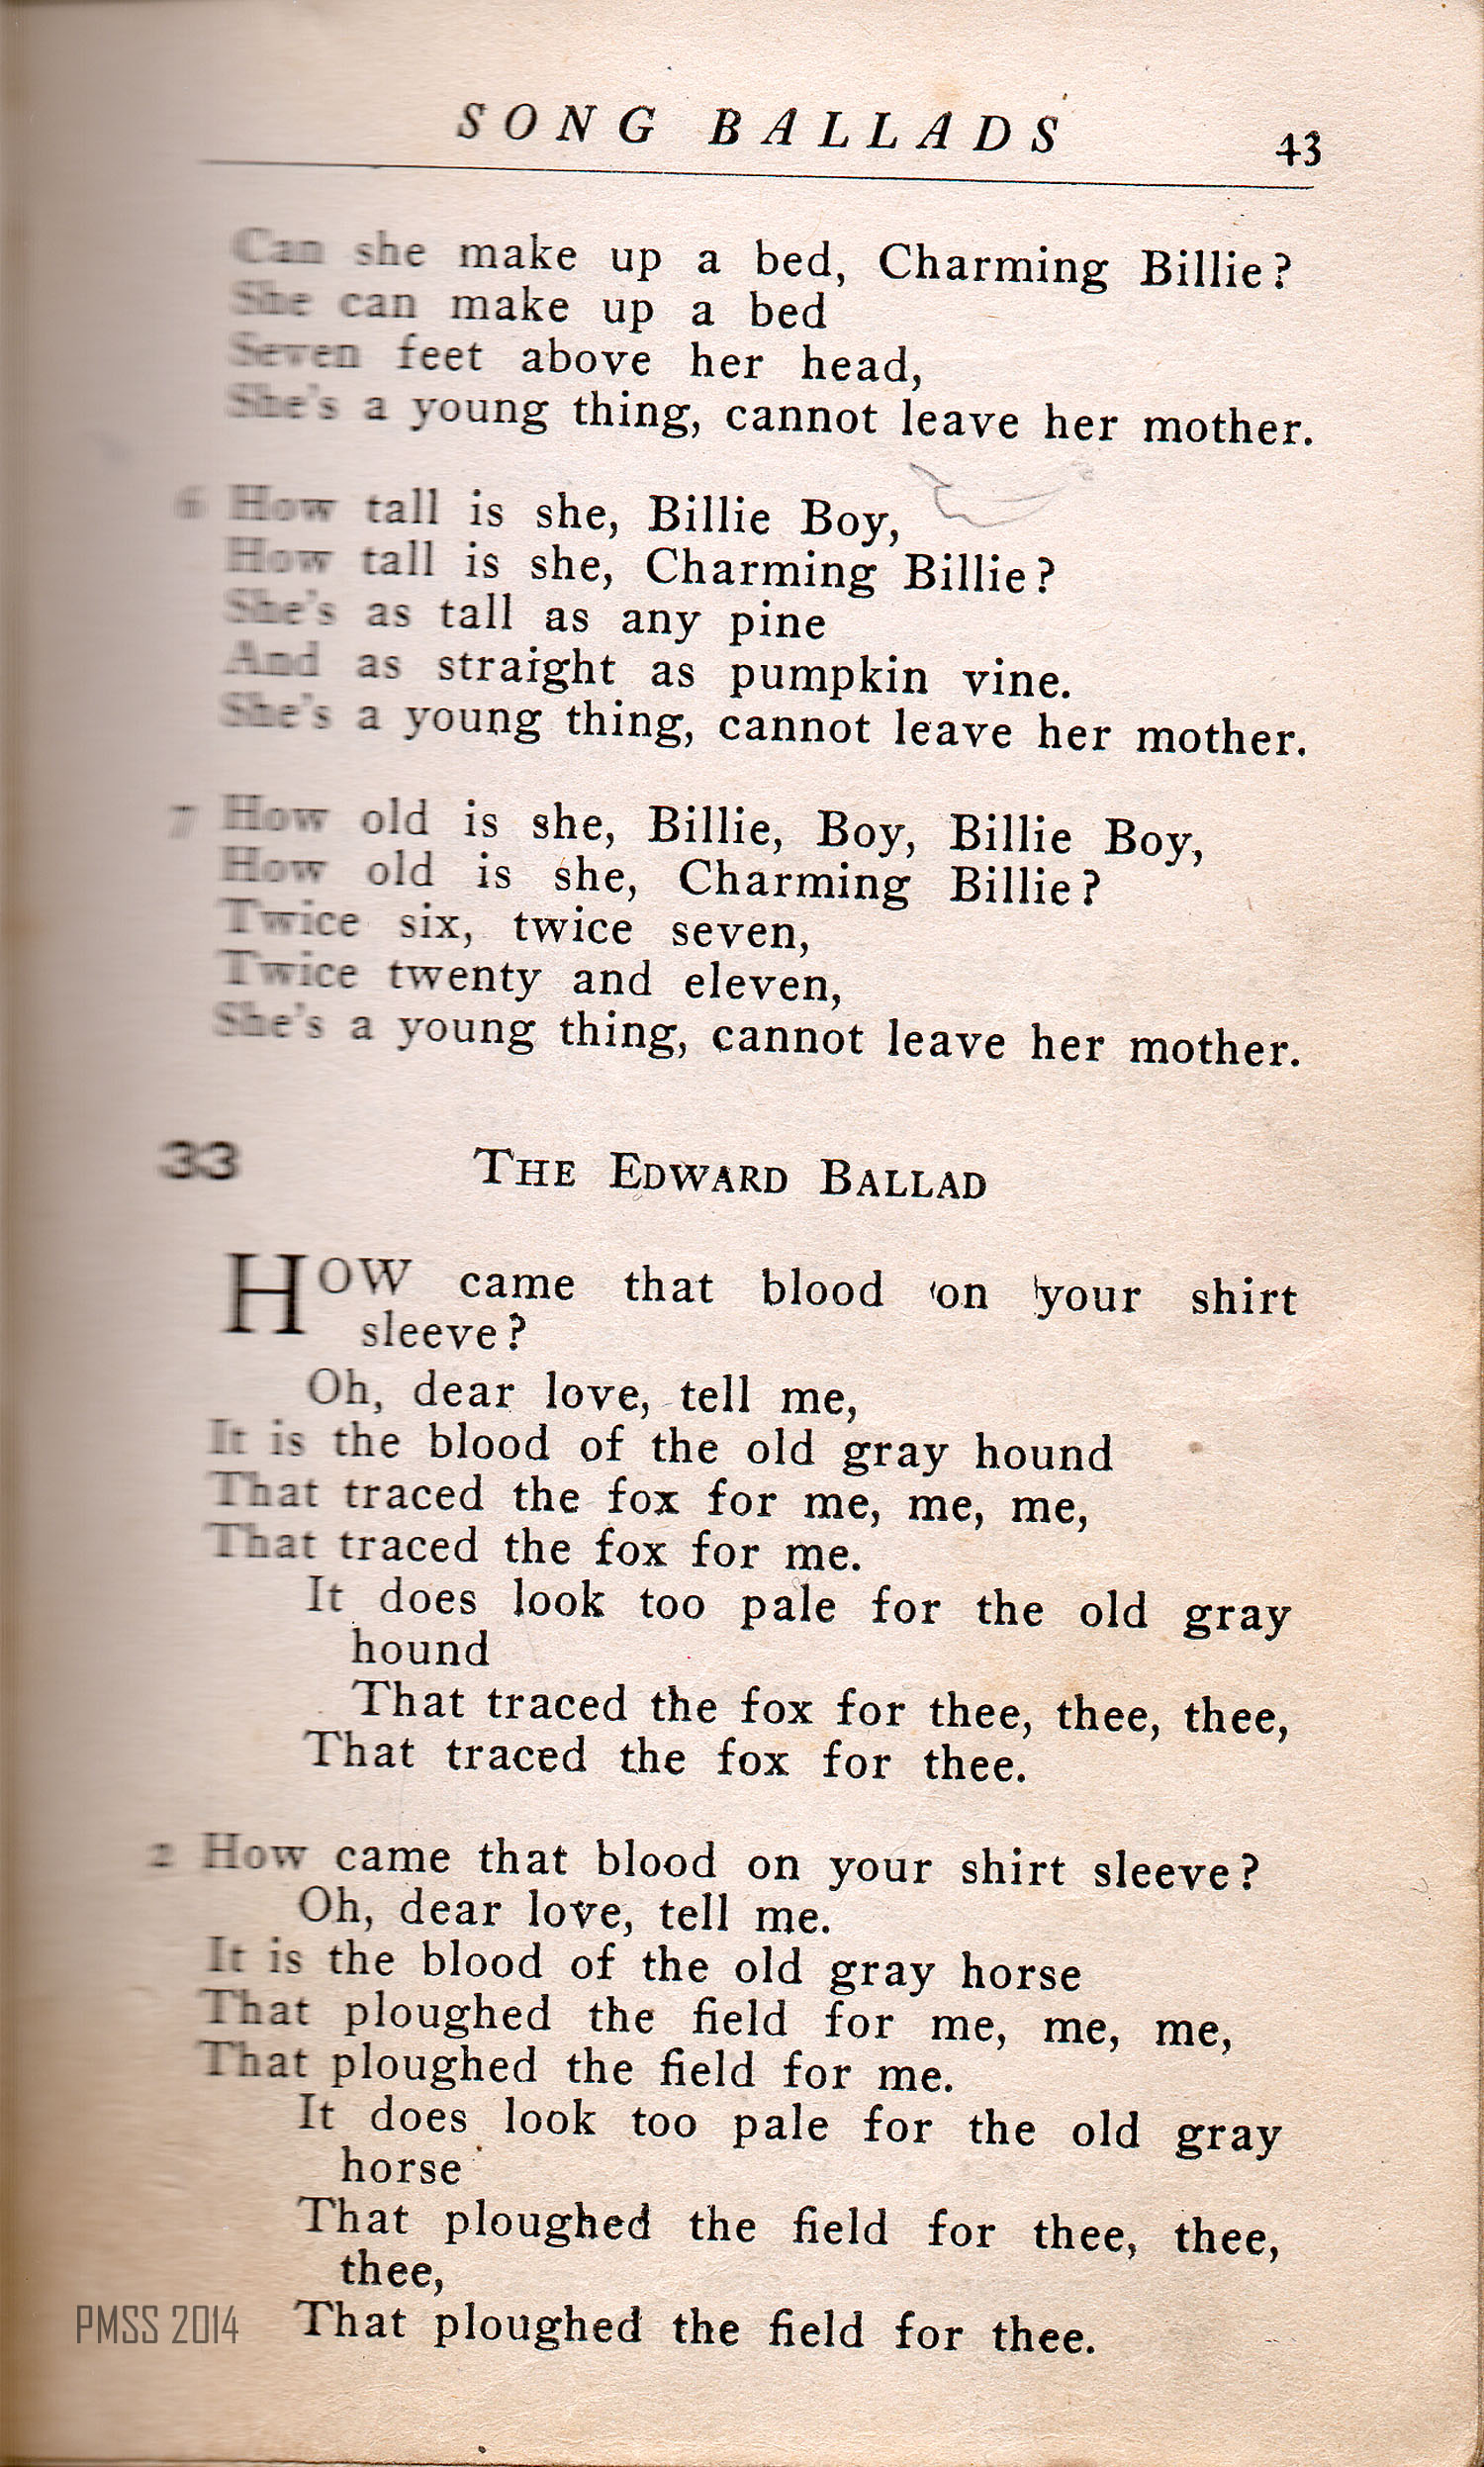 SONG BALLADS 43
Can she make up a bed, Charming Billie?
She can make up a bed
Seven feet above her head,
She's a young thing, cannot leave her mother.
6 How tall is she, Billie Boy,
How tall is she, Charming Billie?
She's as tall as any pine
And as straight as pumpkin vine.
She's a young thing, cannot leave her mother.
7 How old is she, Billie, Boy, Billie Boy,
How old is she, Charming Billie?
Twice six, twice seven,
Twice twenty and eleven,
She's a young thing, cannot leave her mother.
33 THE EDWARD BALLAD
HOW came that blood on your shirt
sleeve?
Oh, dear love, tell me,
It is the blood of the old gray hound
That traced the fox for me, me, me,
That traced the fox for me.
It does look too pale for the old gray
hound
That traced the fox for thee, thee, thee,
That traced the fox for thee.
2 How came that blood on your shirt sleeve?
Oh, dear love, tell me.
It is the blood of the old gray horse
That ploughed the field for me, me, me,
That ploughed the field for me.
It does look too pale for the old gray
horse
That ploughed the field for thee, thee,
thee,
That ploughed the field for thee.
PMSS 2014